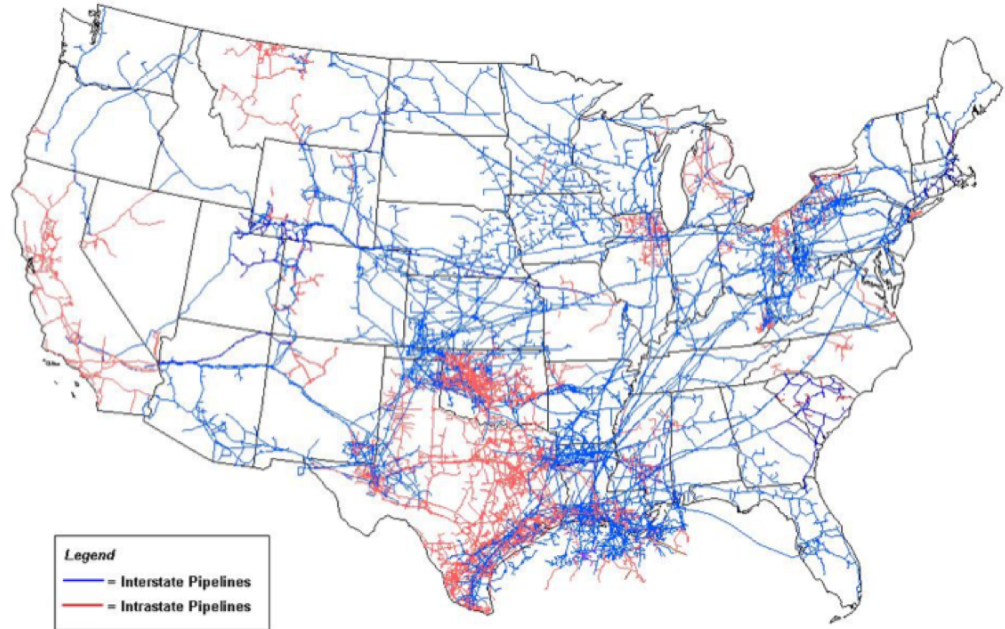 Legend
= Interstate Pipelines
= Intrastate Pipelines